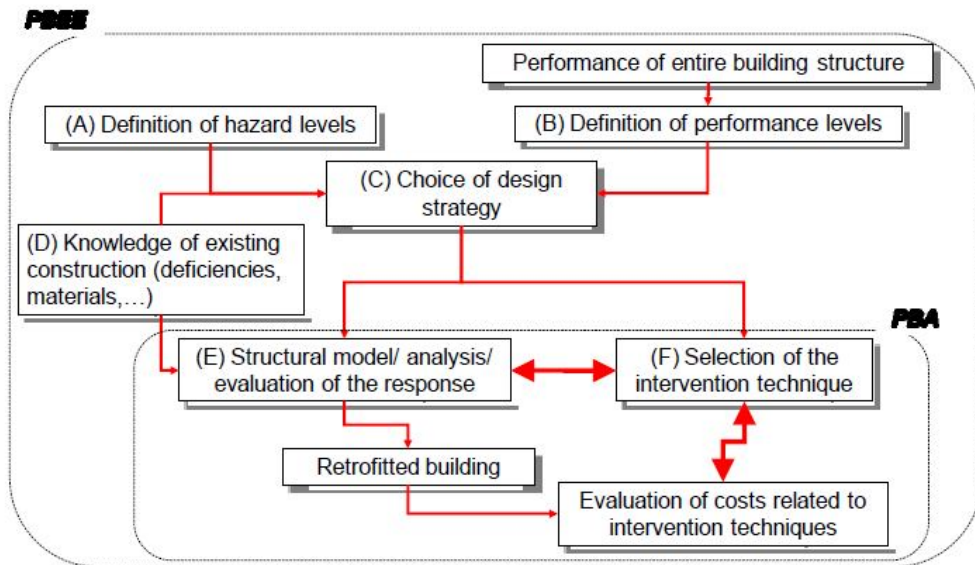 PBEE
Performance of entire building structure
(A) Definition of hazard levels
(B) Definition of performance levels
(C) Choice of design
strategy
(D) Knowledge of existing
construction (deficiencies,
materials,…)
PBA
(E) Structural model/ analysis/
evaluation of the response
(F) Selection of the
intervention technique
Retrofitted building
Evaluation of costs related to
intervention techniques